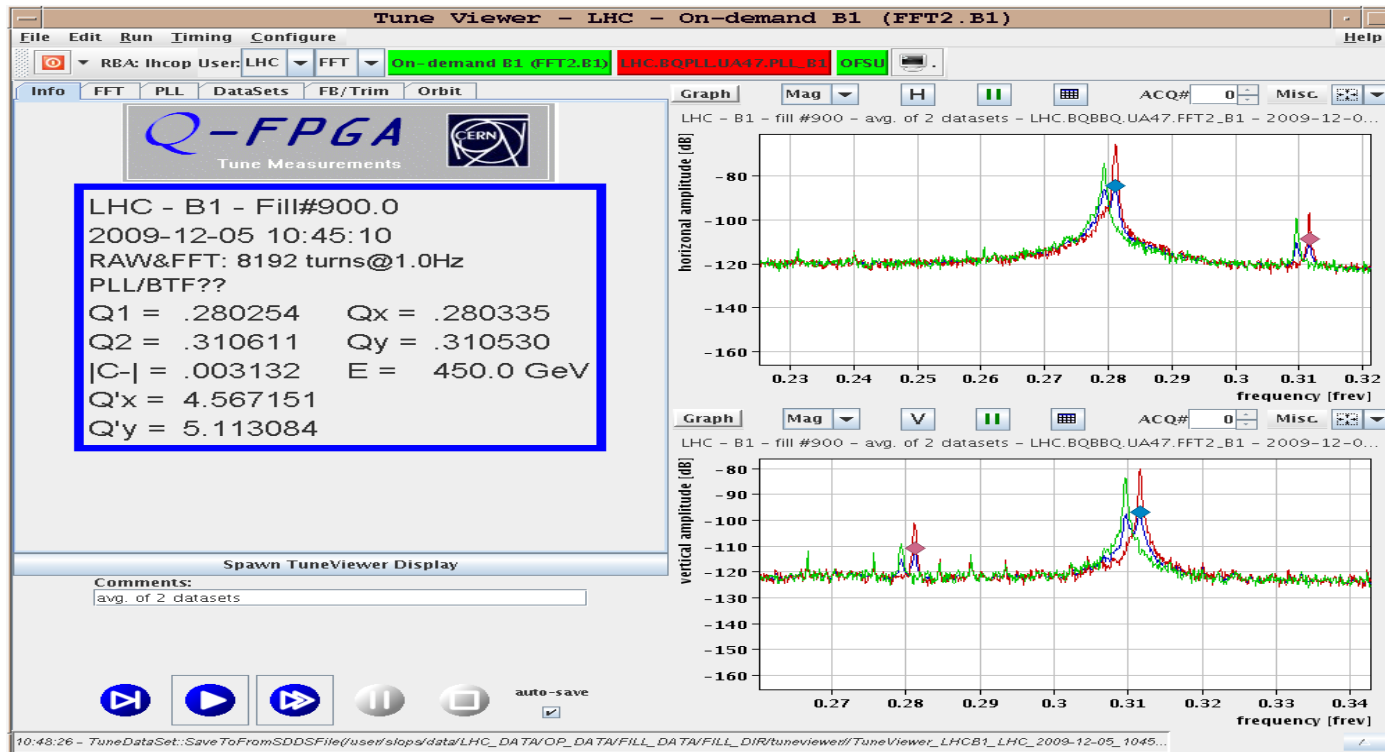 Tune Viewer - LHC - On-demand B1 (FFT2.B1)
File Edit Run Timing Configure Help
RBA: lhcop User: LHC FFT On-demand B1 (FFT2.B1) LHC.BQPLL.UA47.PLL_B1 OFSU
Info FFT PLL DataSets FB/Trim Orbit
Q-FPGA
Tune Measurements
CERN
LHC - B1 - Fill#900.0
2009-12-05 10:45:10
RAW&FFT: 8192 turns@1.0Hz
PLL/BTF??
Q1 = .280254 Qx = .280335
Q2 = .310611 Qy = .310530
|C-| = .003132 E = 450.0 GeV
Q'x = 4.567151
Q'y = 5.113084
Spawn TuneViewer Display
Comments:
avg. of 2 datasets
auto-save
Graph Mag H ACQ# 0 Misc.
LHC - B1 - fill #900 - avg. of 2 datasets - LHC.BQBBQ.UA47.FFT2_B1 - 2009-12-0...
horizonal amplitude [dB]
-80
-100
-120
-140
-160
0.23 0.24 0.25 0.26 0.27 0.28 0.29 0.3 0.31 0.32
frequency [frev]
Graph Mag V ACQ# 0 Misc.
LHC - B1 - fill #900 - avg. of 2 datasets - LHC.BQBBQ.UA47.FFT2_B1 - 2009-12-0...
vertical amplitude [dB]
-80
-90
-100
-110
-120
-130
-140
-150
-160
0.27 0.28 0.29 0.3 0.31 0.32 0.33 0.34
frequency [frev]
10:48:26 - TuneDataSet::SaveToFromSDDSFile(/user/slops/data/LHC_DATA/OP_DATA/FILL_DATA/FILL_DIR/tuneviewer//TuneViewer_LHCB1_LHC_2009-12-05_1045...